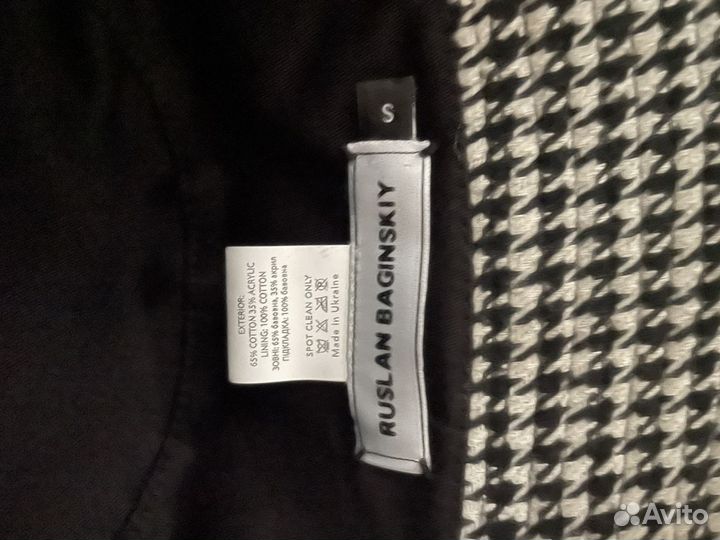 S
RUSLAN BAGINSKIY
EXTERIOR:
65% COTTON 35% ACRYLIC
LINING: 100% COTTON
ЗОВНІ: 65% бавовна, 35% акрил
ПІДКЛАДКА: 100% бавовна
SPOT CLEAN ONLY
Made in Ukraine
Avito